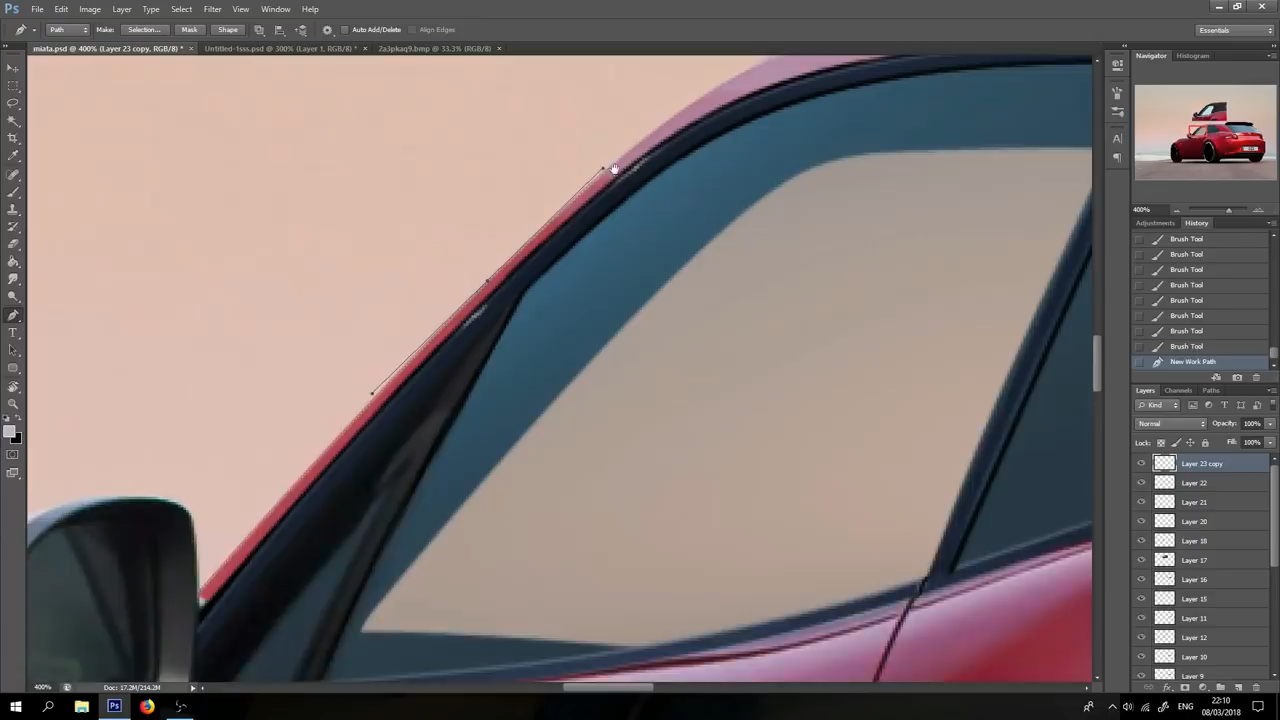 Ps File Edit Image Layer Type Select Filter View Window Help
Path Make: Selection... Mask Shape Auto Add/Delete Align Edges Essentials
miata.psd @ 400% (Layer 23 copy, RGB/8) * × Untitled-1sss.psd @ 300% (Layer 1, RGB/8) * × 2a3pkaq9.bmp @ 33.3% (RGB/8) ×
Navigator Histogram
400%
Adjustments History
Brush Tool
Brush Tool
Brush Tool
Brush Tool
Brush Tool
Brush Tool
Brush Tool
Brush Tool
New Work Path
Layers Channels Paths
Kind
Normal Opacity: 100%
Lock: Fill: 100%
Layer 23 copy
Layer 22
Layer 21
Layer 20
Layer 18
Layer 17
Layer 16
Layer 15
Layer 11
Layer 12
Layer 10
Layer 9
400% Doc: 17.2M/214.2M
Ps ENG 22:10
08/03/2018